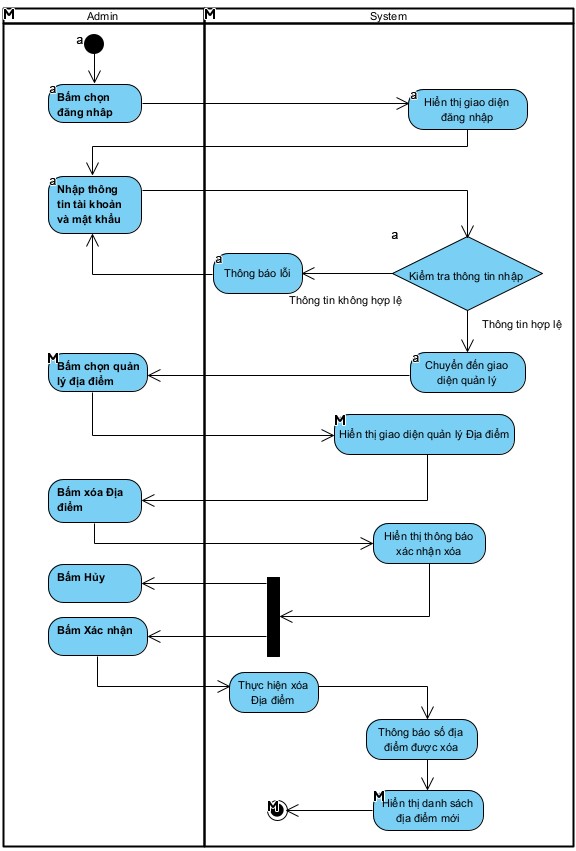 M Admin
M System
a
a
Bấm chọn
đăng nhâp
a
Hiển thị giao diện
đăng nhập
a
Nhập thông
tin tài khoản
và mật khẩu
a
Kiểm tra thông tin nhập
a
Thông báo lỗi
Thông tin không hợp lệ
Thông tin hợp lệ
a
Chuyển đến giao
diện quản lý
M
Bấm chọn quản
lý địa điểm
M
Hiển thị giao diện quản lý Địa điểm
Bấm xóa Địa
điểm
Hiển thị thông báo
xác nhận xóa
Bấm Hủy
Bấm Xác nhận
Thực hiện xóa
Địa điểm
Thông báo số địa
điểm được xóa
M
Hiển thị danh sách
địa điểm mới
M